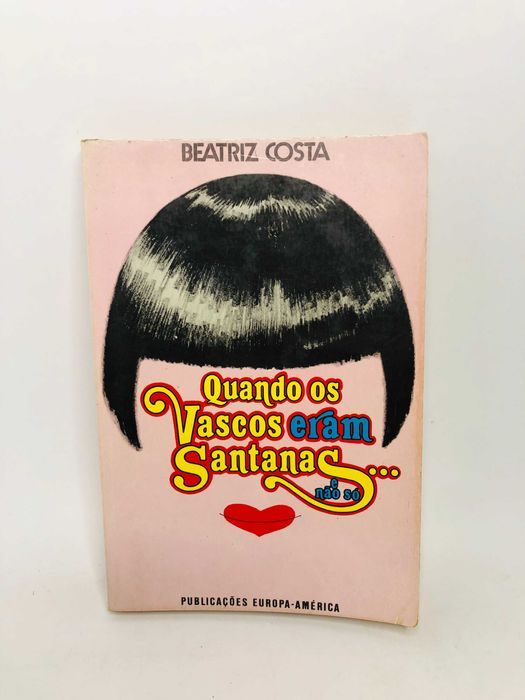 BEATRIZ COSTA
Quando os
Vascos eram
Santanas...
e
não só
PUBLICAÇÕES EUROPA-AMÉRICA